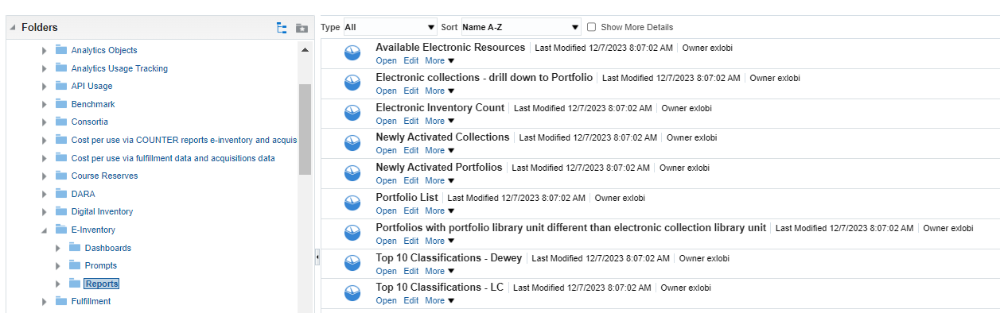 Folders
Analytics Objects
Analytics Usage Tracking
API Usage
Benchmark
Consortia
Cost per use via COUNTER reports e-inventory and acquis
Cost per use via fulfillment data and acquisitions data
Course Reserves
DARA
Digital Inventory
E-Inventory
Dashboards
Prompts
Reports
Fulfillment
Type All Sort Name A-Z Show More Details
Available Electronic Resources Last Modified 12/7/2023 8:07:02 AM Owner exlobi
Open Edit More
Electronic collections - drill down to Portfolio Last Modified 12/7/2023 8:07:02 AM Owner exlobi
Open Edit More
Electronic Inventory Count Last Modified 12/7/2023 8:07:02 AM Owner exlobi
Open Edit More
Newly Activated Collections Last Modified 12/7/2023 8:07:02 AM Owner exlobi
Open Edit More
Newly Activated Portfolios Last Modified 12/7/2023 8:07:02 AM Owner exlobi
Open Edit More
Portfolio List Last Modified 12/7/2023 8:07:02 AM Owner exlobi
Open Edit More
Portfolios with portfolio library unit different than electronic collection library unit Last Modified 12/7/2023 8:07:02 AM Owner exlobi
Open Edit More
Top 10 Classifications - Dewey Last Modified 12/7/2023 8:07:02 AM Owner exlobi
Open Edit More
Top 10 Classifications - LC Last Modified 12/7/2023 8:07:02 AM Owner exlobi
Open Edit More